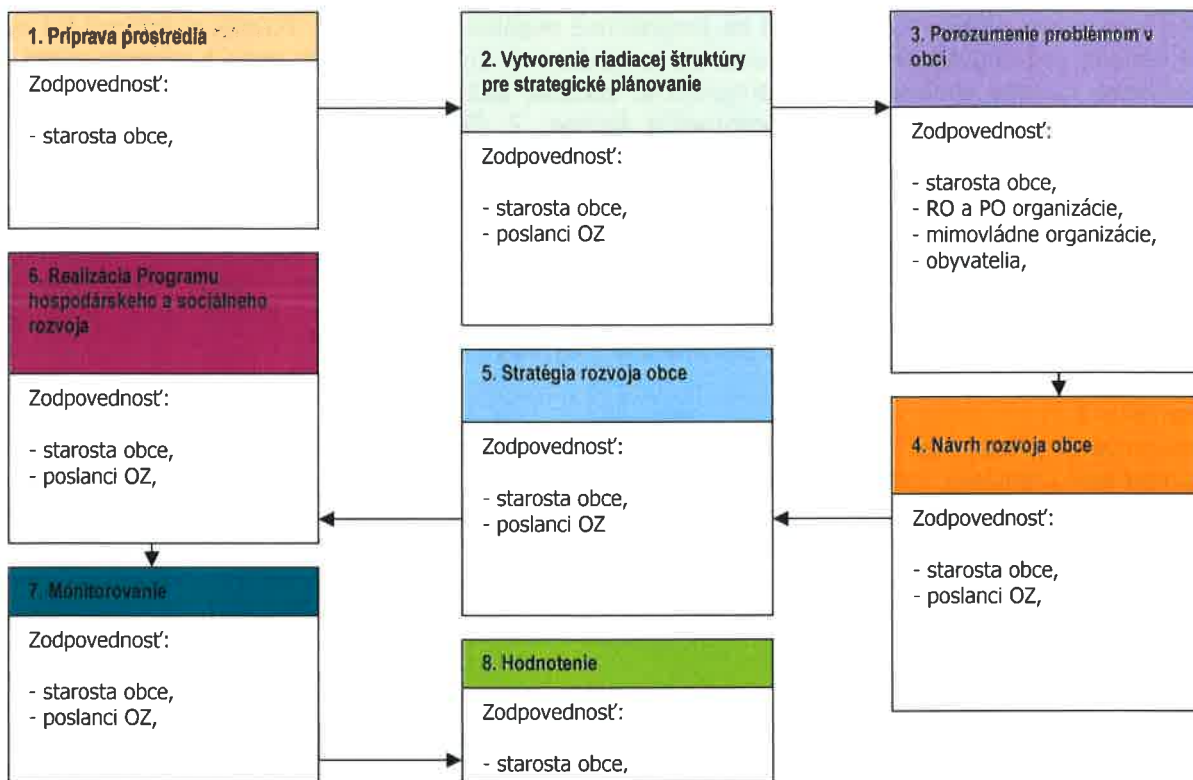 1. Príprava prostredia
Zodpovednosť:
- starosta obce,
2. Vytvorenie riadiacej štruktúry
pre strategické plánovanie
Zodpovednosť:
- starosta obce,
- poslanci OZ
3. Porozumenie problémom v
obci
Zodpovednosť:
- starosta obce,
- RO a PO organizácie,
- mimovládne organizácie,
- obyvatelia,
4. Návrh rozvoja obce
Zodpovednosť:
- starosta obce,
- poslanci OZ,
5. Stratégia rozvoja obce
Zodpovednosť:
- starosta obce,
- poslanci OZ
6. Realizácia Programu
hospodárskeho a sociálneho
rozvoja
Zodpovednosť:
- starosta obce,
- poslanci OZ,
7. Monitorovanie
Zodpovednosť:
- starosta obce,
- poslanci OZ,
8. Hodnotenie
Zodpovednosť:
- starosta obce,